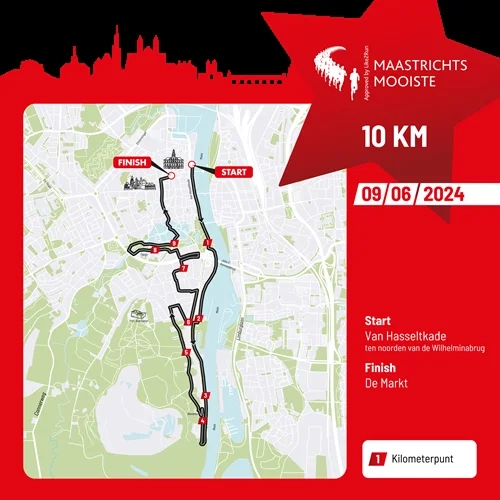 Approved by Like2Run
MAASTRICHTS
MOOISTE
10 KM
09/06/2024
FINISH
START
1
9
8
7
6
2
5
3
4
Start
Van Hasseltkade
ten noorden van de Wilhelminabrug
Finish
De Markt
1 Kilometerpunt